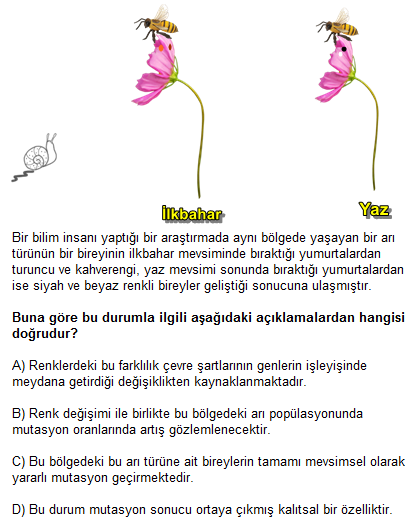 İlkbahar
Yaz
Bir bilim insanı yaptığı bir araştırmada aynı bölgede yaşayan bir arı
türünün bir bireyinin ilkbahar mevsiminde bıraktığı yumurtalardan
turuncu ve kahverengi, yaz mevsimi sonunda bıraktığı yumurtalardan
ise siyah ve beyaz renkli bireyler geliştiği sonucuna ulaşmıştır.
Buna göre bu durumla ilgili aşağıdaki açıklamalardan hangisi
doğrudur?
A) Renklerdeki bu farklılık çevre şartlarının genlerin işleyişinde
meydana getirdiği değişiklikten kaynaklanmaktadır.
B) Renk değişimi ile birlikte bu bölgedeki arı popülasyonunda
mutasyon oranlarında artış gözlemlenecektir.
C) Bu bölgedeki bu arı türüne ait bireylerin tamamı mevsimsel olarak
yararlı mutasyon geçirmektedir.
D) Bu durum mutasyon sonucu ortaya çıkmış kalıtsal bir özelliktir.